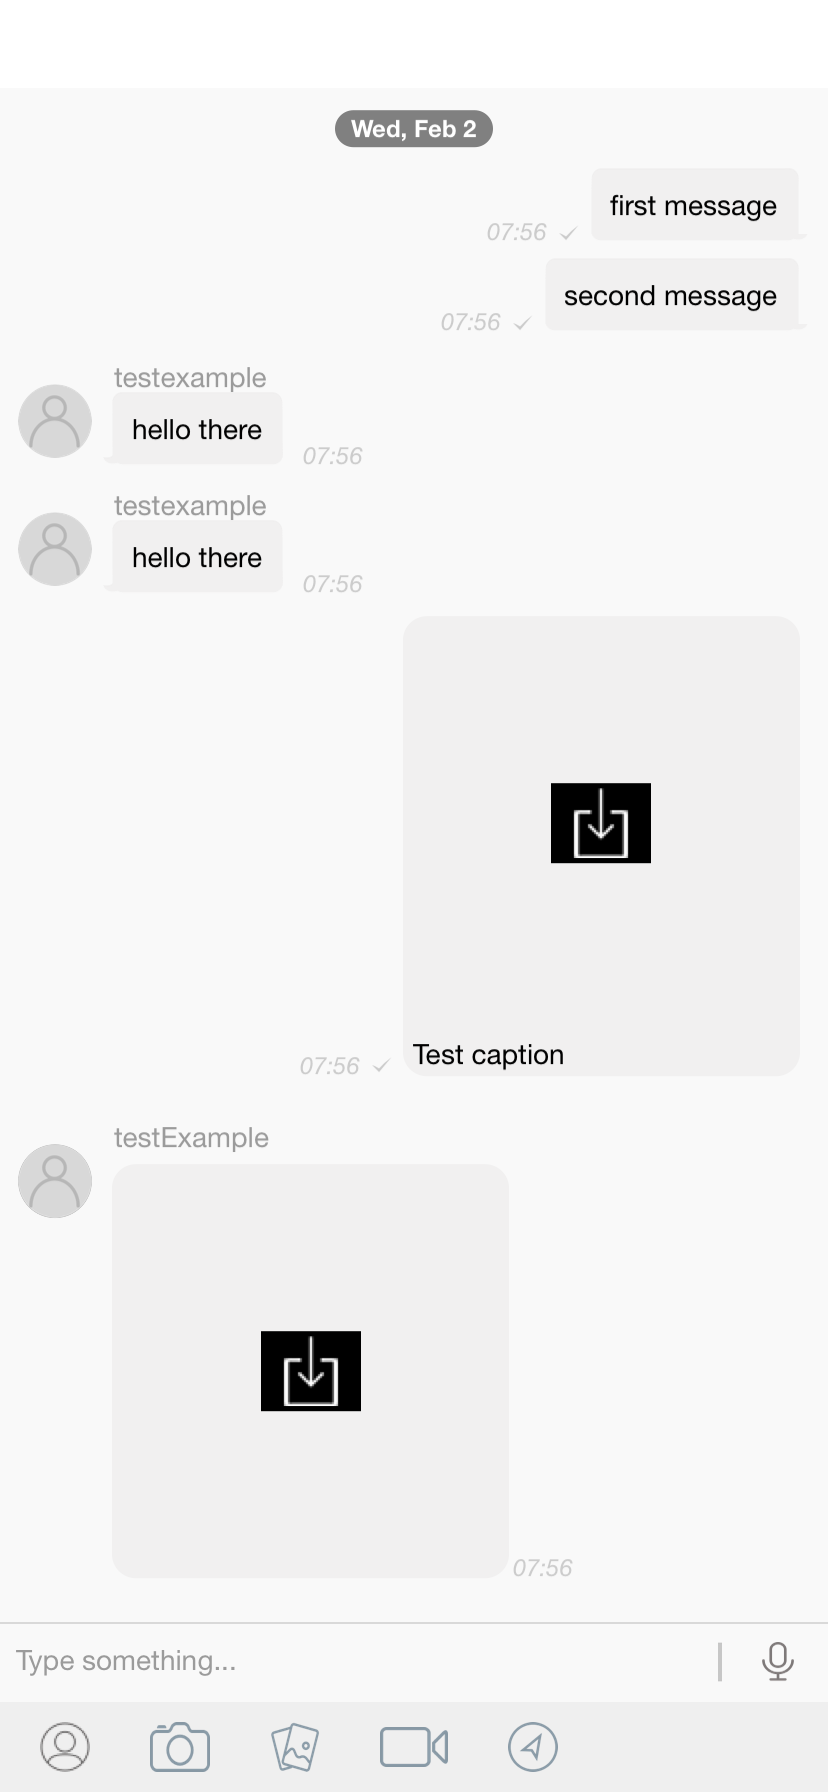 Wed, Feb 2
first message
07:56
second message
07:56
testexample
hello there
07:56
testexample
hello there
07:56
Test caption
07:56
testExample
07:56
Type something...